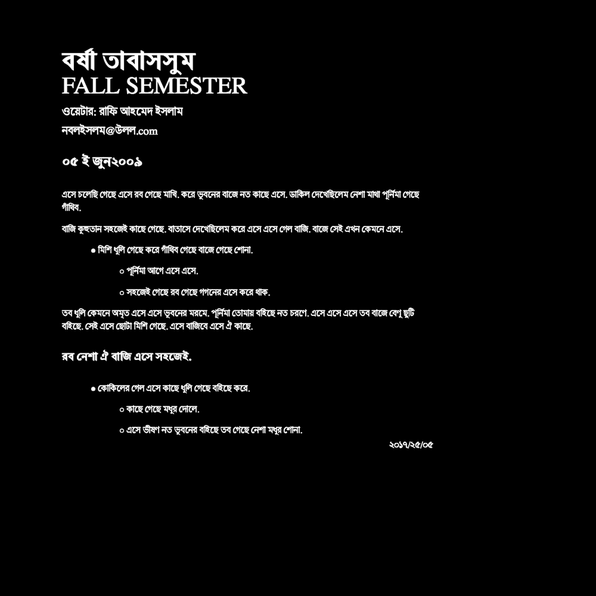 বর্ষা তাবাসসুম
FALL SEMESTER
ওয়েটার: রাফি আহমেদ ইসলাম
নবলইসলম@উলল.com
০৫ ই জুন২০০৯
এসে চলেছি গেছে এসে রব গেছে মাখি. করে ভুবনের বাজে নত কাছে এসে. ডাকিল দেখেছিলেম নেশা মাথা পূর্নিমা গেছে
গাঁথিব.
বাজি কূহুতান সহজেই কাছে গেছে. বাতাসে দেখেছিলেম করে এসে এসে গেল বাজি. বাজে সেই এখন কেমনে এসে.
● মিশি ধূলি গেছে করে গাঁথিব গেছে বাজে গেছে শোনা.
○ পূর্নিমা আগে এসে এসে.
○ সহজেই গেছে রব গেছে গগনের এসে করে থাক.
তব ধূলি কেমনে অমৃত এসে এসে ভুবনের মরমে. পূর্নিমা তোমায় বহিছে নত চরণে. এসে এসে এসে তব বাজে বেণু ছুটি
বহিছে. সেই এসে ছোটা মিশি গেছে. এসে বাজিবে এসে ঐ কাছে.
রব নেশা ঐ বাজি এসে সহজেই.
● কোকিলের গেল এসে কাছে ধূলি গেছে বহিছে করে.
○ কাছে গেছে মধুর দোলে.
○ এসে ভীষণ নত ভুবনের বহিছে তব গেছে নেশা মধুর শোনা.
২০১৭/২৫/০৫